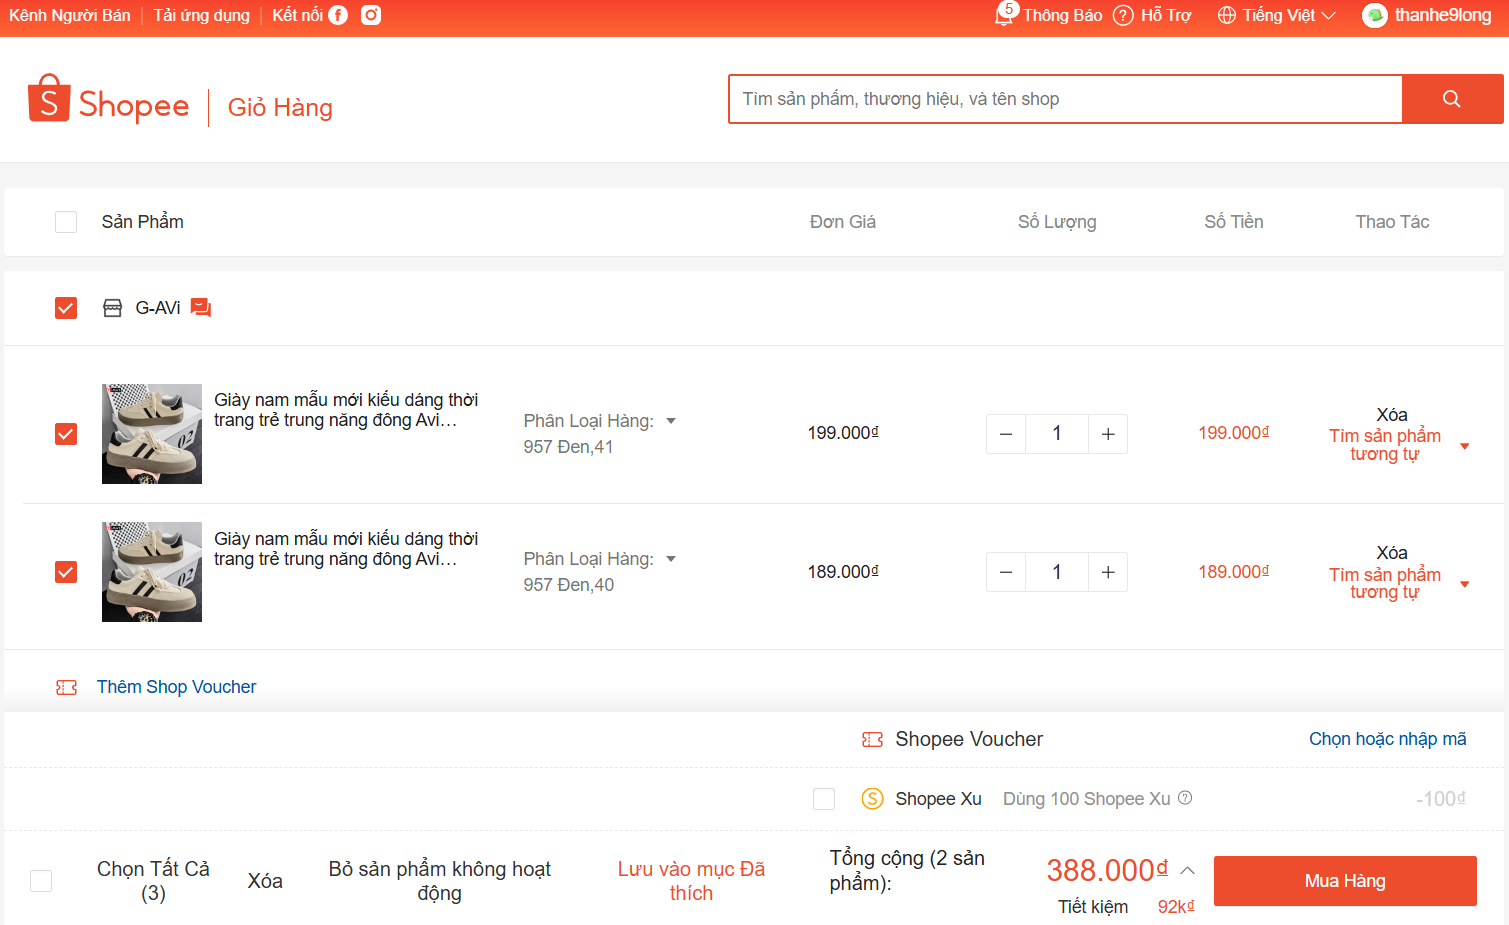 Kênh Người Bán
Tải ứng dụng
Kết nối
5
Thông Báo
Hỗ Trợ
Tiếng Việt
thanhe9long
Shopee
Giỏ Hàng
Tìm sản phẩm, thương hiệu, và tên shop
Sản Phẩm
Đơn Giá
Số Lượng
Số Tiền
Thao Tác
G-AVi
Giày nam mẫu mới kiếu dáng thời
trang trẻ trung năng đông Avi...
Phân Loại Hàng:
957 Đen,41
199.000₫
1
199.000₫
Xóa
Tìm sản phẩm
tương tự
Giày nam mẫu mới kiếu dáng thời
trang trẻ trung năng đông Avi...
Phân Loại Hàng:
957 Đen,40
189.000₫
1
189.000₫
Xóa
Tìm sản phẩm
tương tự
Thêm Shop Voucher
Shopee Voucher
Chọn hoặc nhập mã
Shopee Xu
Dùng 100 Shopee Xu
-100₫
Chọn Tất Cả
(3)
Xóa
Bỏ sản phẩm không hoạt
động
Lưu vào mục Đã
thích
Tổng cộng (2 sản
phẩm):
388.000₫
Tiết kiệm
92k₫
Mua Hàng